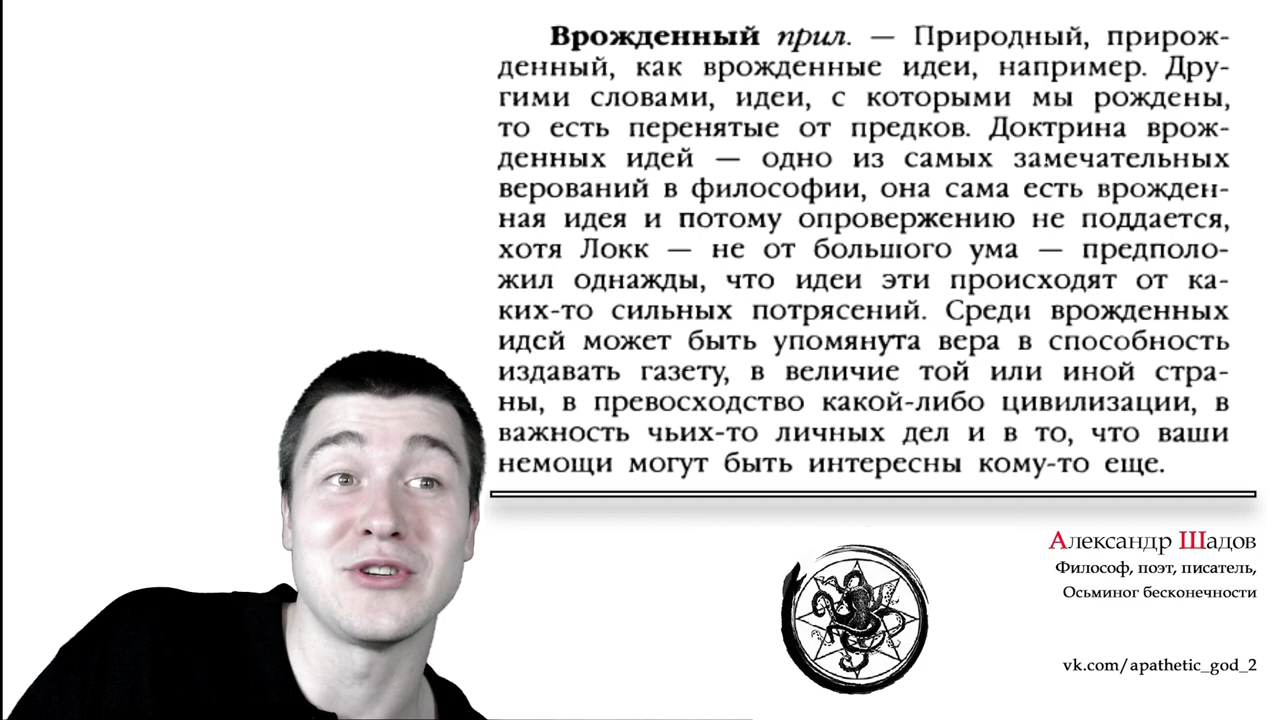 Врожденный прил. — Природный, прирож-
денный, как врожденные идеи, например. Дру-
гими словами, идеи, с которыми мы рождены,
то есть перенятые от предков. Доктрина врож-
денных идей — одно из самых замечательных
верований в философии, она сама есть врожден-
ная идея и потому опровержению не поддается,
хотя Локк — не от большого ума — предполо-
жил однажды, что идеи эти происходят от ка-
ких-то сильных потрясений. Среди врожденных
идей может быть упомянута вера в способность
издавать газету, в величие той или иной стра-
ны, в превосходство какой-либо цивилизации, в
важность чьих-то личных дел и в то, что ваши
немощи могут быть интересны кому-то еще.
Александр Шадов
Философ, поэт, писатель,
Осьминог бесконечности
vk.com/apathetic_god_2